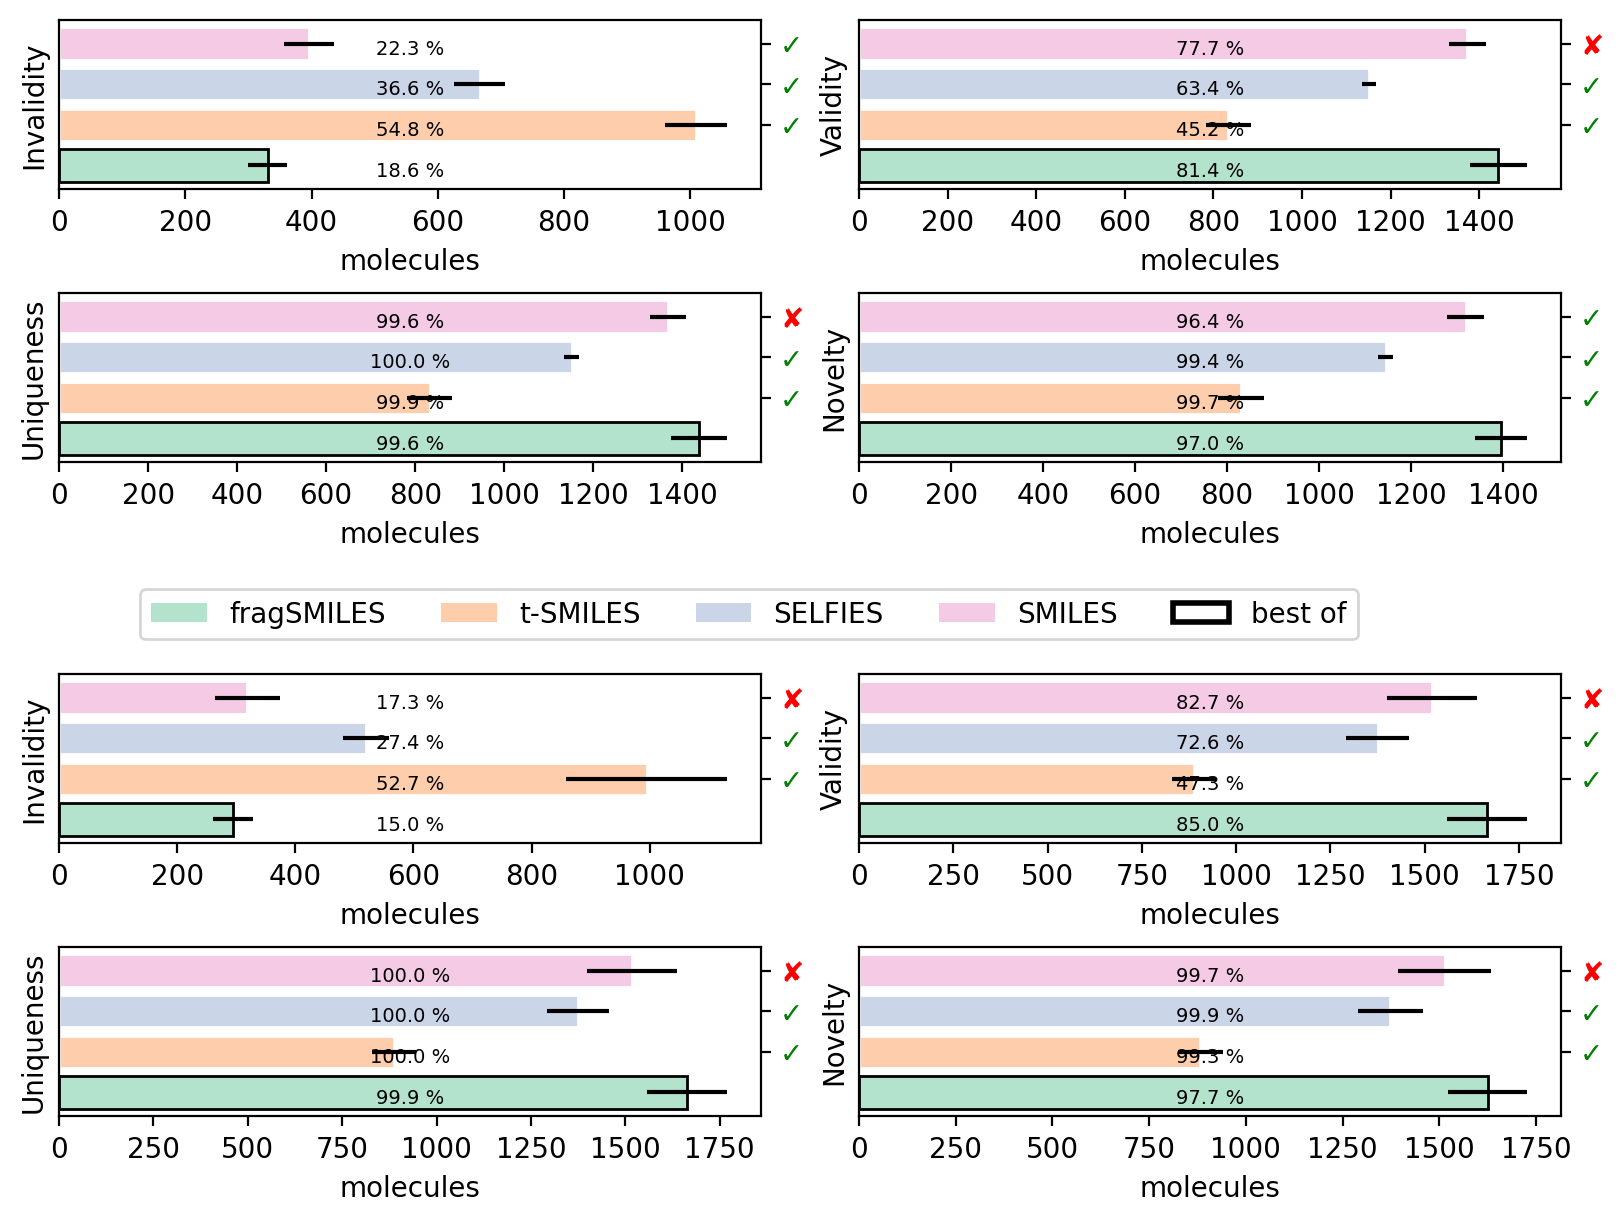 Invalidity
22.3 %
36.6 %
54.8 %
18.6 %
✓
✓
✓
0 200 400 600 800 1000
molecules
Validity
77.7 %
63.4 %
45.2 %
81.4 %
✘
✓
✓
0 200 400 600 800 1000 1200 1400
molecules
Uniqueness
99.6 %
100.0 %
99.9 %
99.6 %
✘
✓
✓
0 200 400 600 800 1000 1200 1400
molecules
Novelty
96.4 %
99.4 %
99.7 %
97.0 %
✓
✓
✓
0 200 400 600 800 1000 1200 1400
molecules
fragSMILES t-SMILES SELFIES SMILES best of
Invalidity
17.3 %
27.4 %
52.7 %
15.0 %
✘
✓
✓
0 200 400 600 800 1000
molecules
Validity
82.7 %
72.6 %
47.3 %
85.0 %
✘
✓
✓
0 250 500 750 1000 1250 1500 1750
molecules
Uniqueness
100.0 %
100.0 %
100.0 %
99.9 %
✘
✓
✓
0 250 500 750 1000 1250 1500 1750
molecules
Novelty
99.7 %
99.9 %
99.3 %
97.7 %
✘
✓
✓
0 250 500 750 1000 1250 1500 1750
molecules